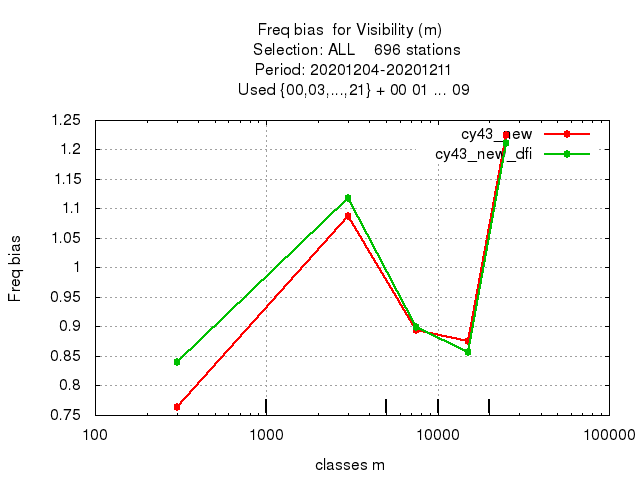 Freq bias  for Visibility (m)
Selection: ALL    696 stations
Period: 20201204-20201211
Used {00,03,...,21} + 00 01 ... 09
1.25
1.2
1.15
1.1
1.05
1
0.95
0.9
0.85
0.8
0.75
Freq bias
cy43_new
cy43_new_dfi
100
1000
10000
100000
classes m